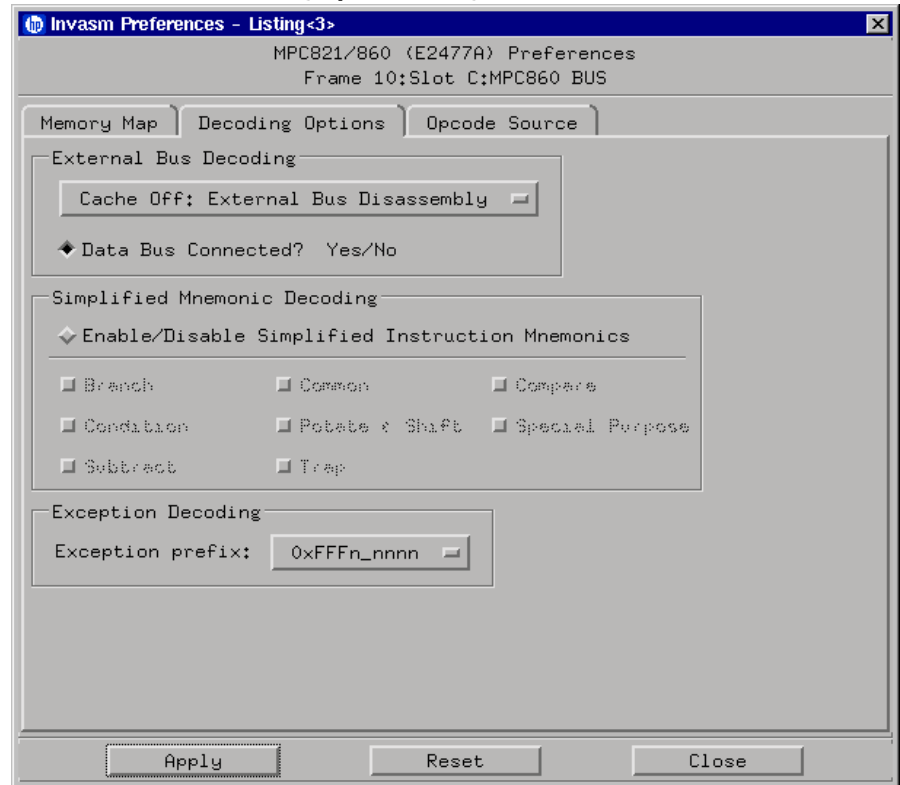 hp Invasm Preferences - Listing<3>
MPC821/860 (E2477A) Preferences
Frame 10:Slot C:MPC860 BUS
Memory Map Decoding Options Opcode Source
External Bus Decoding
Cache Off: External Bus Disassembly
Data Bus Connected? Yes/No
Simplified Mnemonic Decoding
Enable/Disable Simplified Instruction Mnemonics
Branch Common Compare
Condition Rotate & Shift Special Purpose
Subtract Trap
Exception Decoding
Exception prefix: 0xFFFn_nnnn
Apply Reset Close